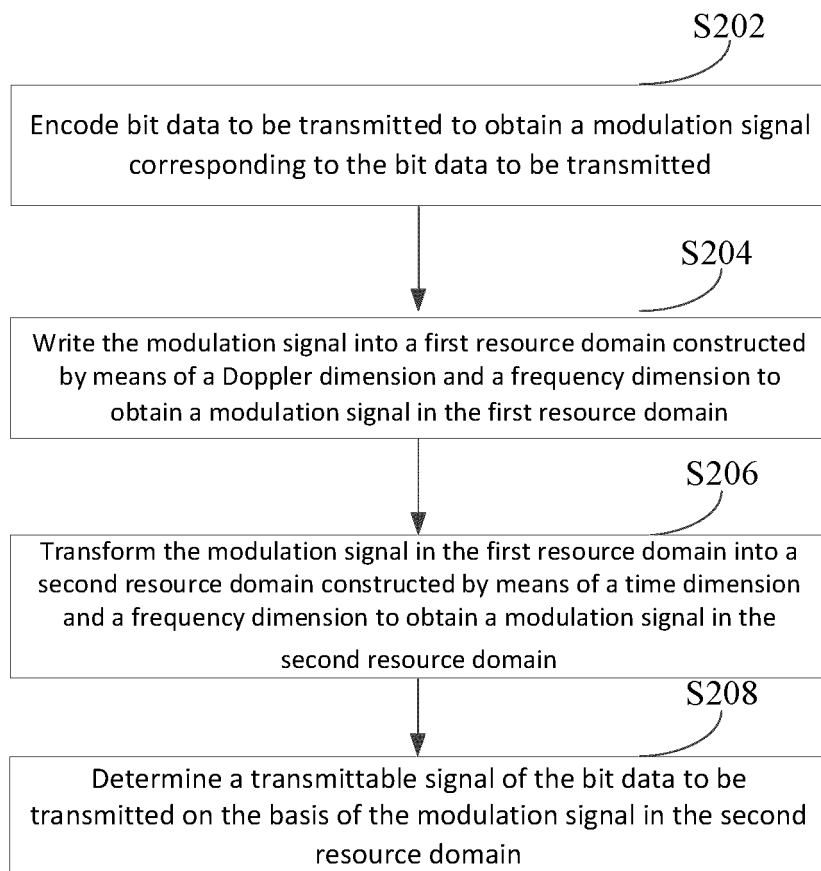 S202
Encode bit data to be transmitted to obtain a modulation signal
corresponding to the bit data to be transmitted
S204
Write the modulation signal into a first resource domain constructed
by means of a Doppler dimension and a frequency dimension to
obtain a modulation signal in the first resource domain
S206
Transform the modulation signal in the first resource domain into a
second resource domain constructed by means of a time dimension
and a frequency dimension to obtain a modulation signal in the
second resource domain
S208
Determine a transmittable signal of the bit data to be
transmitted on the basis of the modulation signal in the second
resource domain